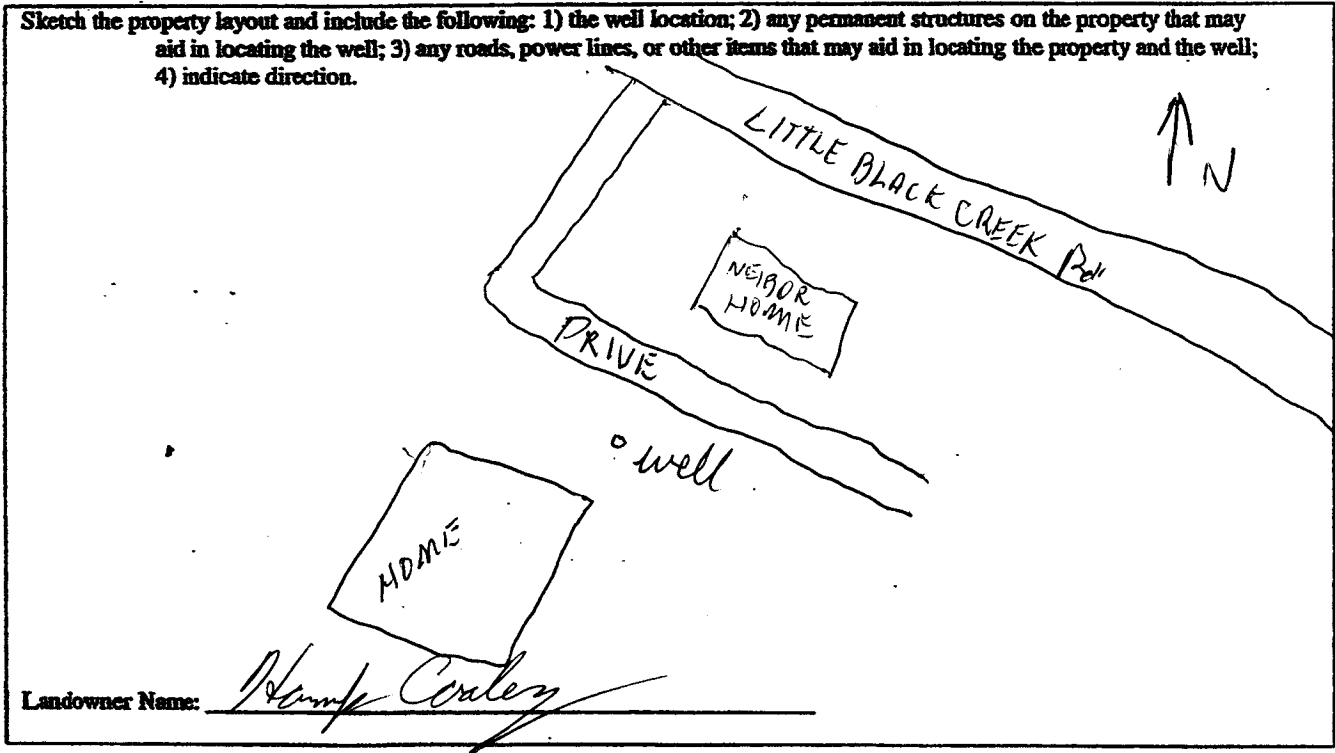 Sketch the property layout and include the following: 1) the well location; 2) any permanent structures on the property that may
aid in locating the well; 3) any roads, power lines, or other items that may aid in locating the property and the well;
4) indicate direction.
N
LITTLE BLACK CREEK Rd
NEIBOR
HOME
DRIVE
well
HOME
Landowner Name: